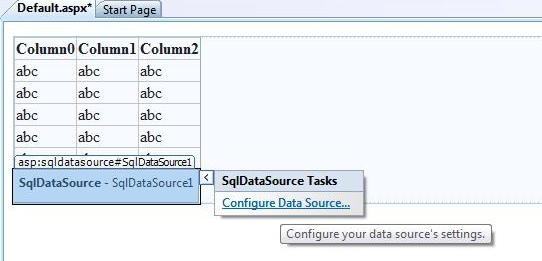 Default.aspx* Start Page
Column0 Column1 Column2
abc abc abc
abc abc abc
abc abc abc
abc abc abc
asp:sqldatasource#SqlDataSource1
SqlDataSource - SqlDataSource1
< SqlDataSource Tasks
Configure Data Source...
Configure your data source's settings.